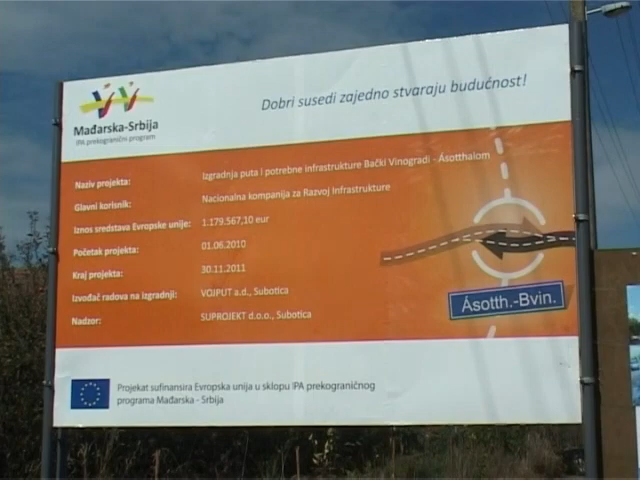 Mađarska-Srbija
IPA prekogranični program
Dobri susedi zajedno stvaraju budućnost!
Naziv projekta: Izgradnja puta i potrebne Infrastrukture Bački Vinogradi - Ásotthalom
Glavni korisnik: Nacionalna kompanija za Razvoj Infrastrukture
Iznos sredstava Evropske unije: 1.179.567,10 eur
Početak projekta: 01.06.2010
Kraj projekta: 30.11.2011
Izvođač radova na izgradnji: VOJPUT a.d., Subotica
Nadzor: SUPROJEKT d.o.o., Subotica
Ásotth.-Bvin.
Projekat sufinansira Evropska unija u sklopu IPA prekograničnog
programa Mađarska - Srbija